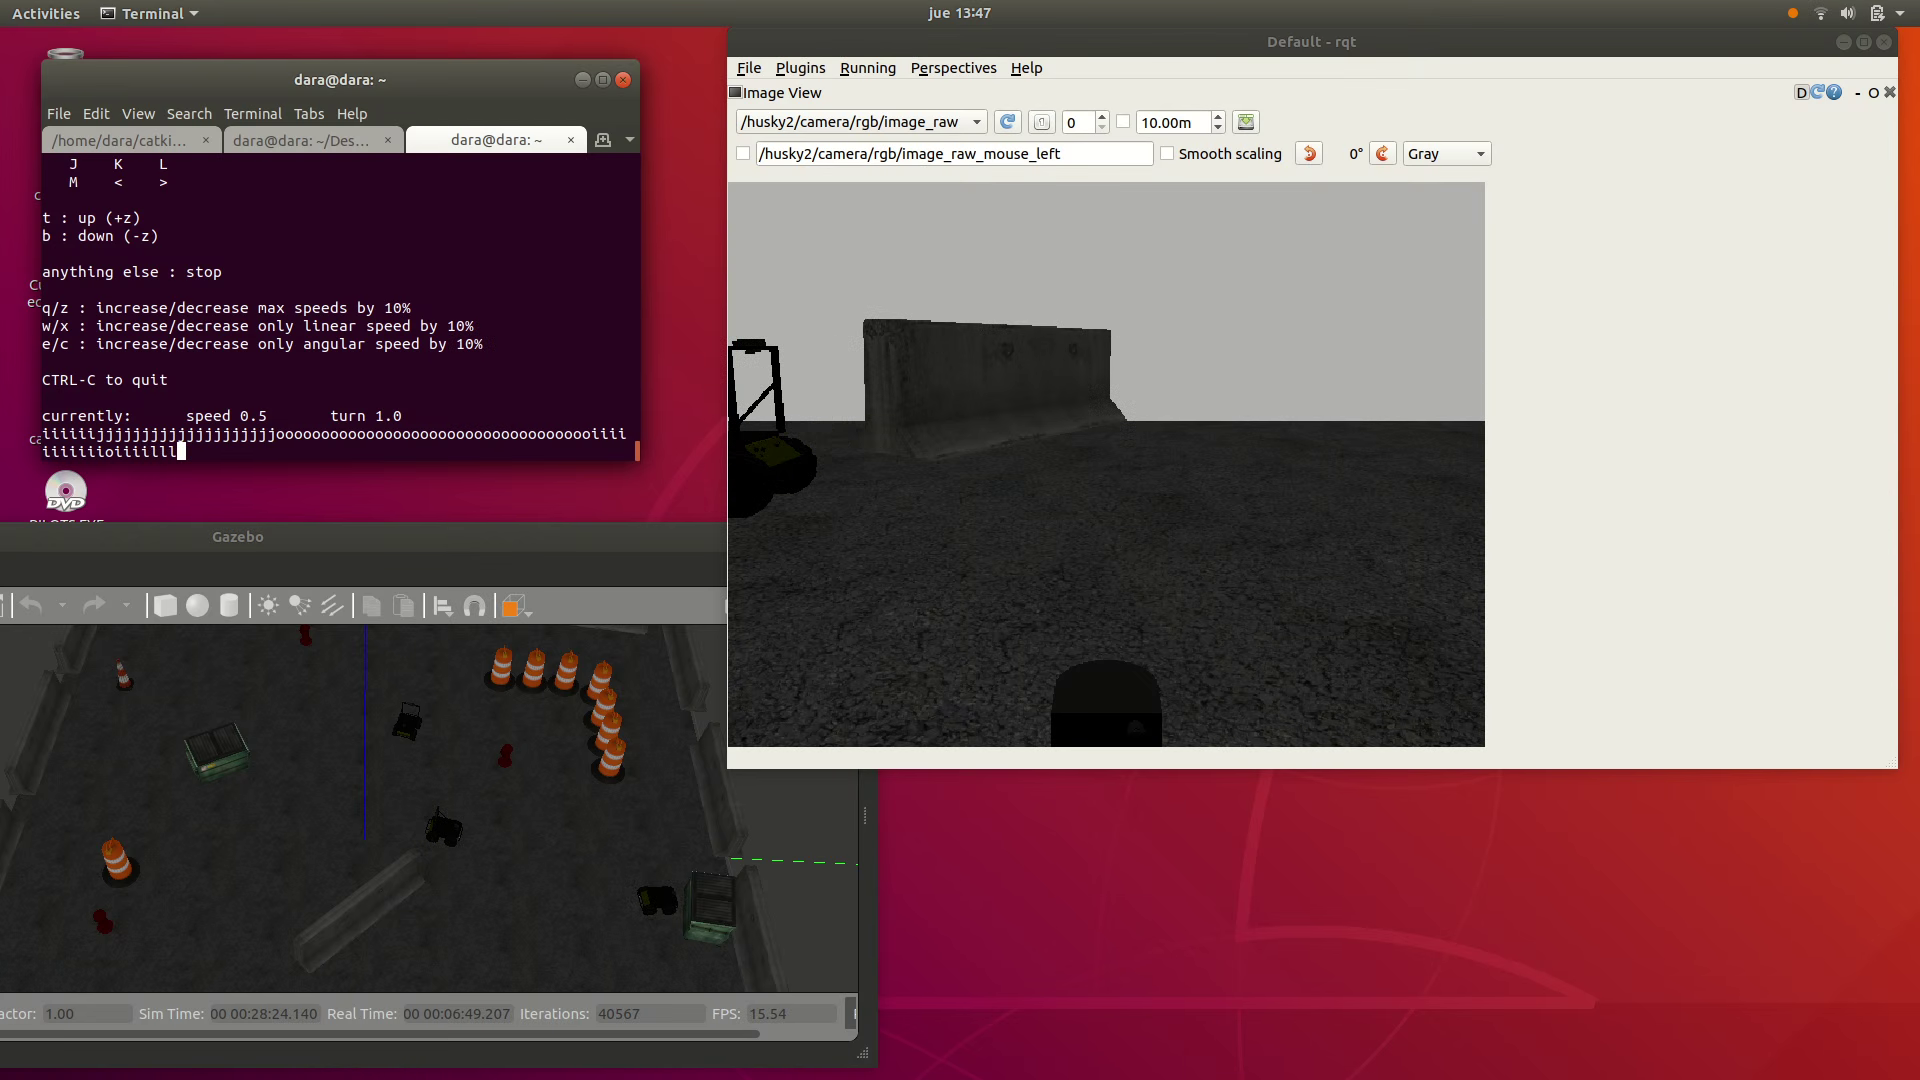 Activities
Terminal
jue 13:47
dara@dara: ~
File Edit View Search Terminal Tabs Help
/home/dara/catki... × dara@dara: ~/Des... × dara@dara: ~ ×
J K L
M < >
t : up (+z)
b : down (-z)
anything else : stop
q/z : increase/decrease max speeds by 10%
w/x : increase/decrease only linear speed by 10%
e/c : increase/decrease only angular speed by 10%
CTRL-C to quit
currently: speed 0.5 turn 1.0
iiiiiijjjjjjjjjjjjjjjjjjjjoooooooooooooooooooooooooooooooooooiiii
iiiiiiioiiiilll
DVD
Default - rqt
File Plugins Running Perspectives Help
Image View
D
- O
/husky2/camera/rgb/image_raw
0
10.00m
/husky2/camera/rgb/image_raw_mouse_left
Smooth scaling
0°
Gray
Gazebo
actor: 1.00 Sim Time: 00 00:28:24.140 Real Time: 00 00:06:49.207 Iterations: 40567 FPS: 15.54